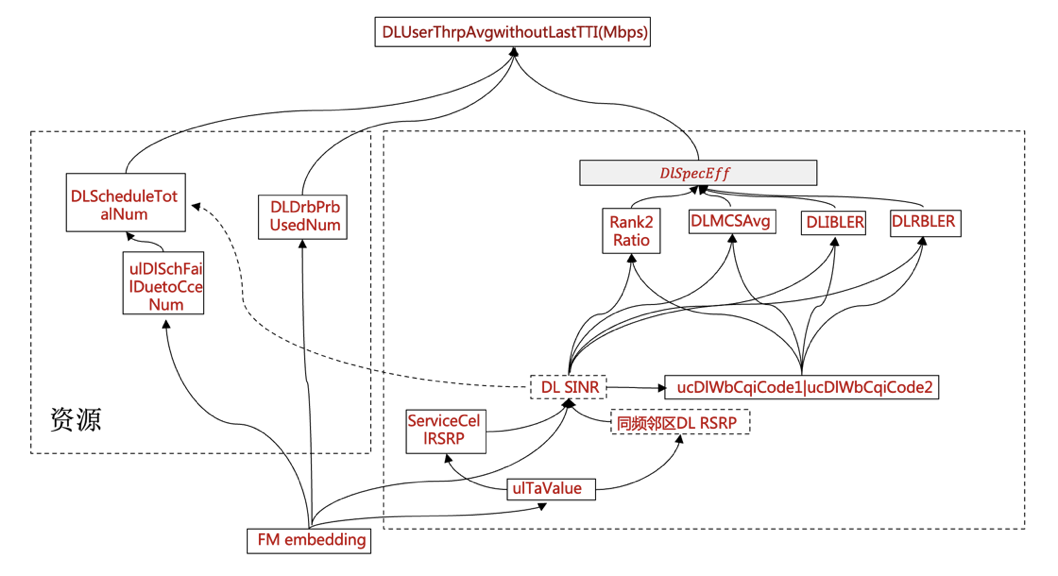 DLUserThrpAvgwithoutLastTTI(Mbps)
DlSpecEff
DLScheduleTot
alNum
DLDrbPrb
UsedNum
Rank2
Ratio
DLMCSAvg
DLIBLER
DLRBLER
ulDlSchFai
lDuetoCce
Num
DL SINR
ucDlWbCqiCode1|ucDlWbCqiCode2
资源
ServiceCel
lRSRP
同频邻区DL RSRP
ulTaValue
FM embedding